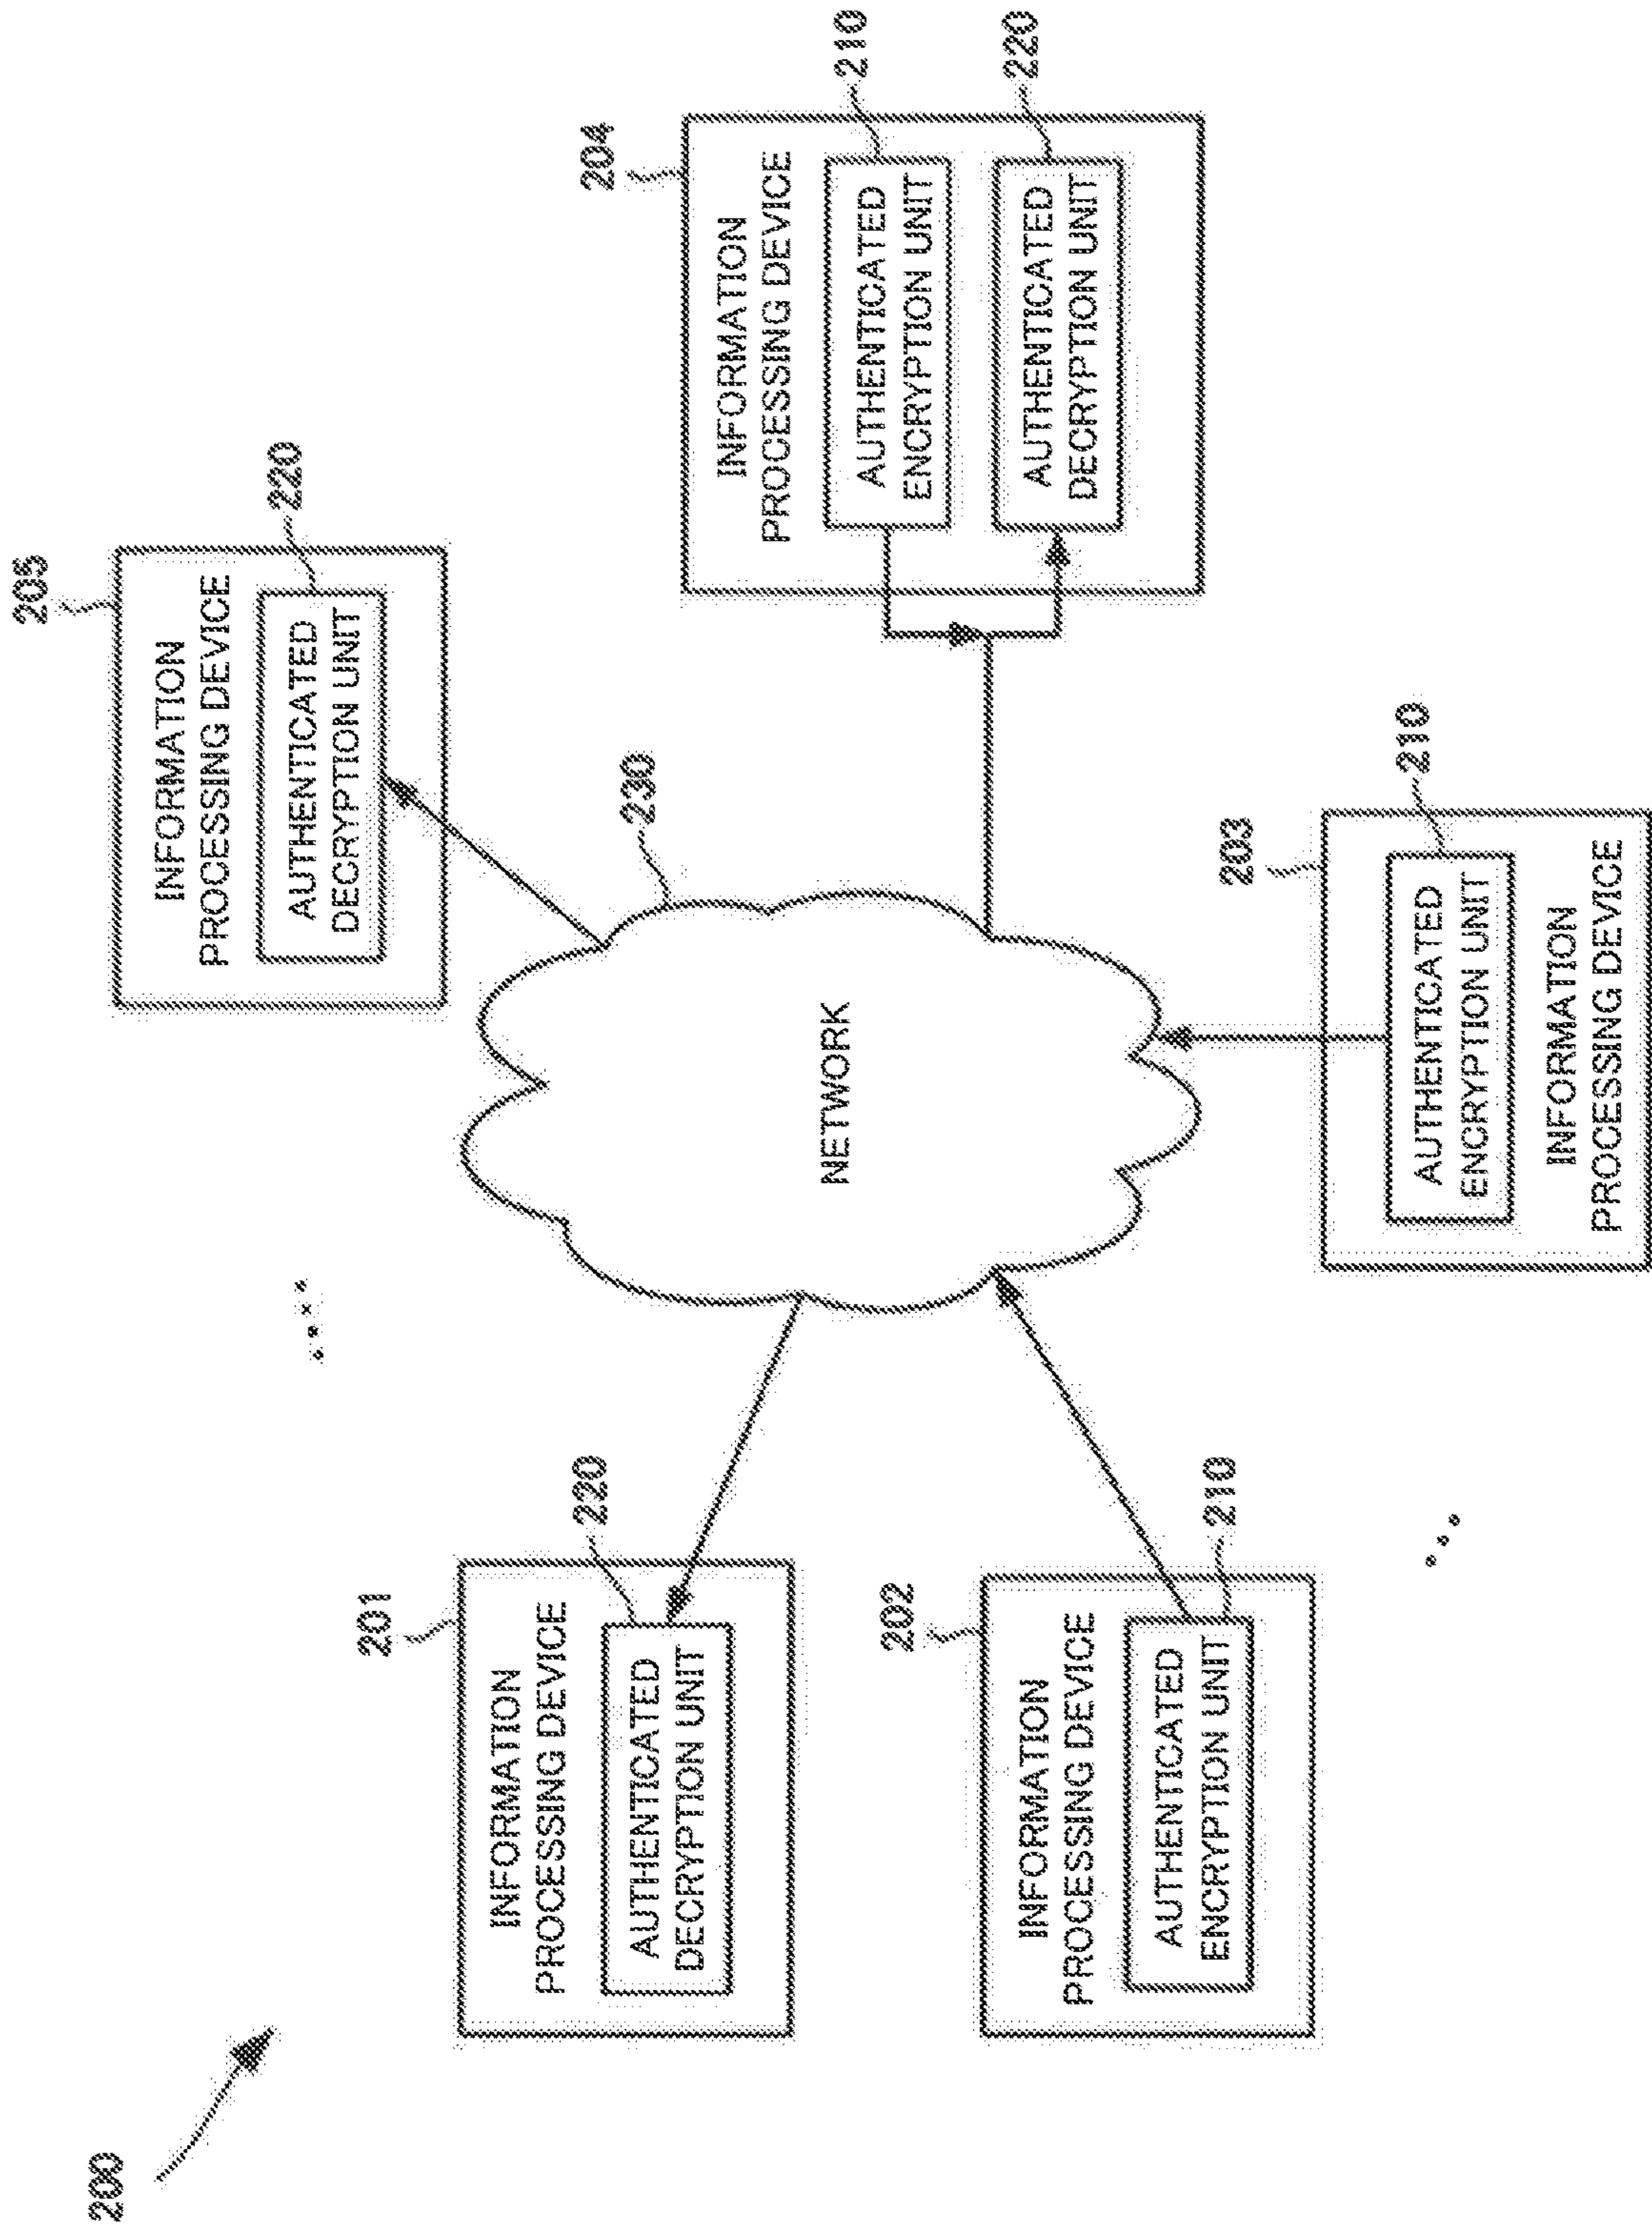 200
201
INFORMATION
PROCESSING DEVICE
220
AUTHENTICATED
DECRYPTION UNIT
205
INFORMATION
PROCESSING DEVICE
220
AUTHENTICATED
DECRYPTION UNIT
230
NETWORK
202
INFORMATION
PROCESSING DEVICE
210
AUTHENTICATED
ENCRYPTION UNIT
204
INFORMATION
PROCESSING DEVICE
210
AUTHENTICATED
ENCRYPTION UNIT
220
AUTHENTICATED
DECRYPTION UNIT
203
210
AUTHENTICATED
ENCRYPTION UNIT
INFORMATION
PROCESSING DEVICE